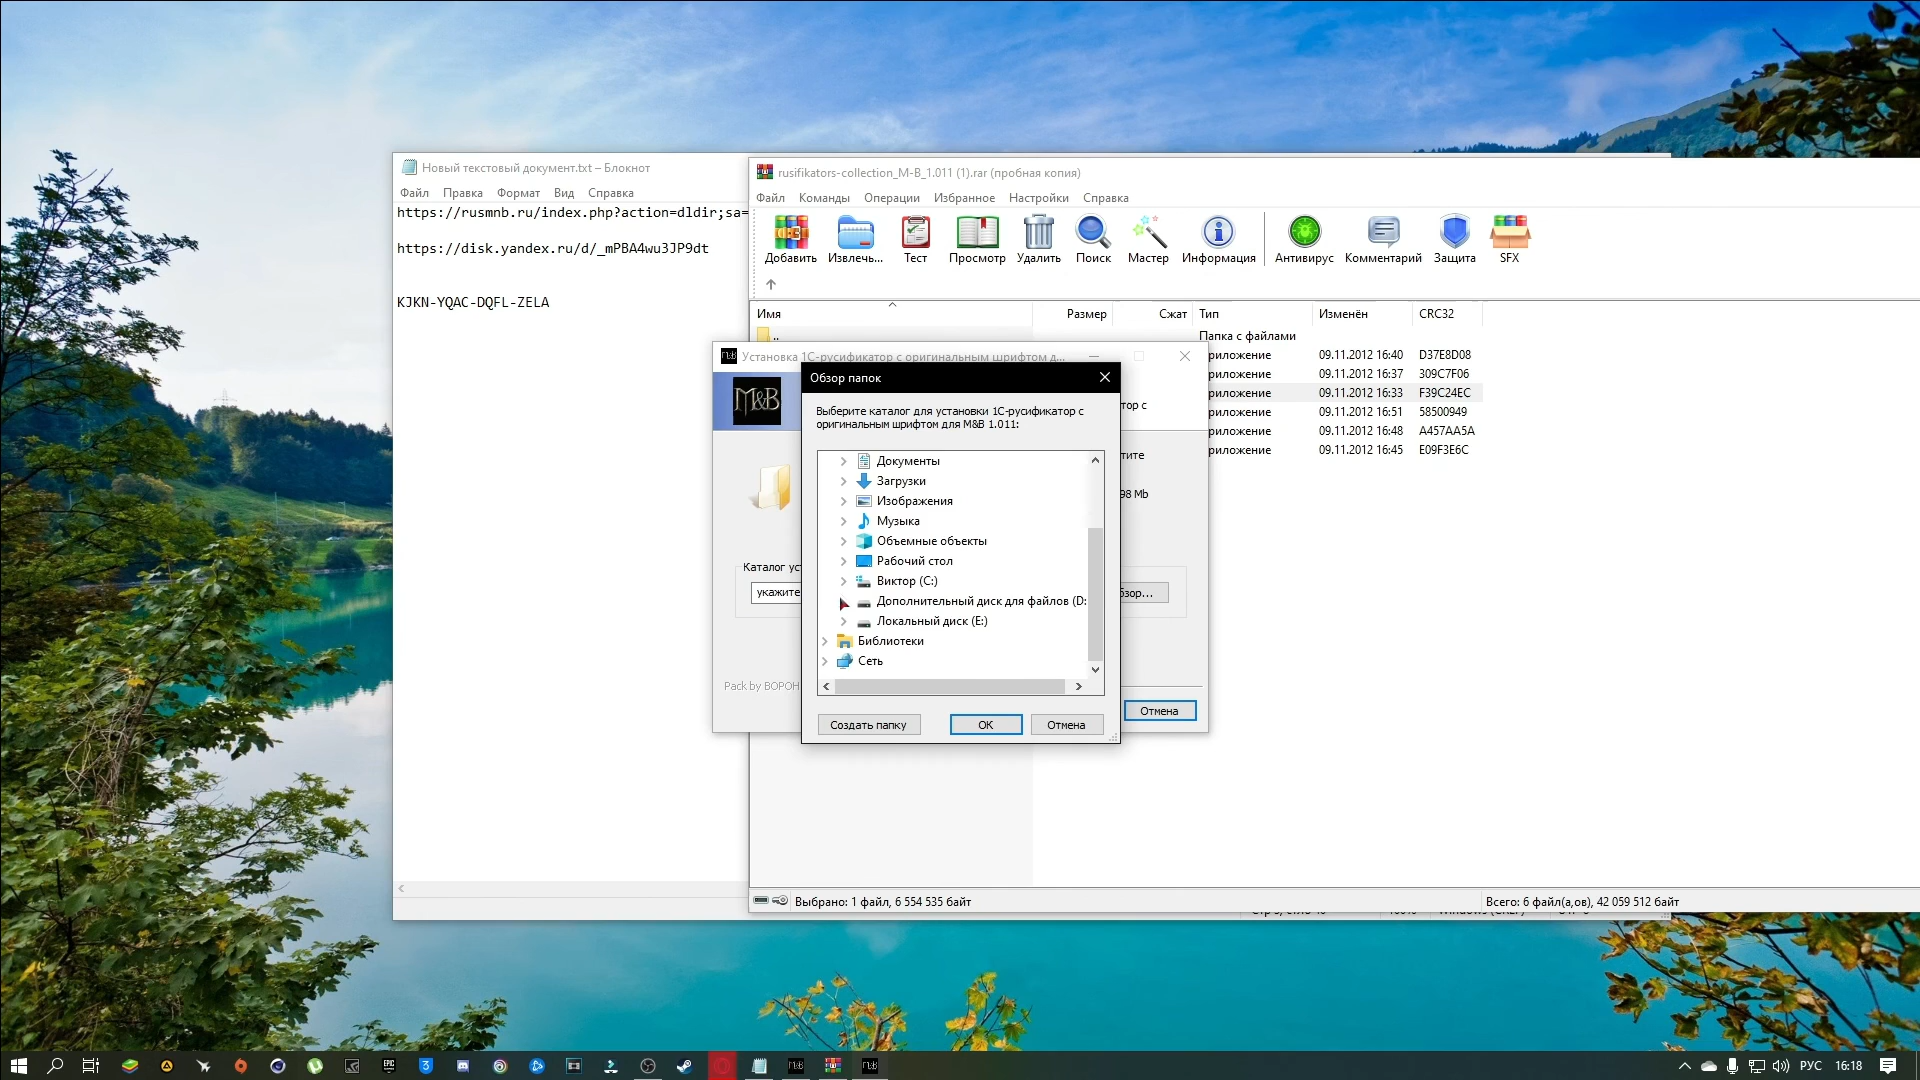 Новый текстовый документ.txt – Блокнот
Файл Правка Формат Вид Справка
https://rusmnb.ru/index.php?action=dldir;sa=
https://disk.yandex.ru/d/_mPBA4wu3JP9dt
KJKN-YQAC-DQFL-ZELA
rusifikators-collection_M-B_1.011 (1).rar (пробная копия)
Файл Команды Операции Избранное Настройки Справка
Добавить Извлечь... Тест Просмотр Удалить Поиск Мастер Информация Антивирус Комментарий Защита SFX
Имя Размер Сжат Тип Изменён CRC32
..
Папка с файлами
риложение 09.11.2012 16:40 D37E8D08
риложение 09.11.2012 16:37 309C7F06
риложение 09.11.2012 16:33 F39C24EC
риложение 09.11.2012 16:51 58500949
риложение 09.11.2012 16:48 A457AA5A
риложение 09.11.2012 16:45 E09F3E6C
Выбрано: 1 файл, 6 554 535 байт
Всего: 6 файл(а,ов), 42 059 512 байт
Установка 1С-русификатор с оригинальным шрифтом д...
M&B
тор с
тите
98 Mb
Каталог уст
укажите
бзор...
Pack by ВОРОН
Отмена
Обзор папок
Выберите каталог для установки 1С-русификатор с
оригинальным шрифтом для M&B 1.011:
Документы
Загрузки
Изображения
Музыка
Объемные объекты
Рабочий стол
Виктор (C:)
Дополнительный диск для файлов (D:
Локальный диск (E:)
Библиотеки
Сеть
Создать папку ОК Отмена
РУС 16:18